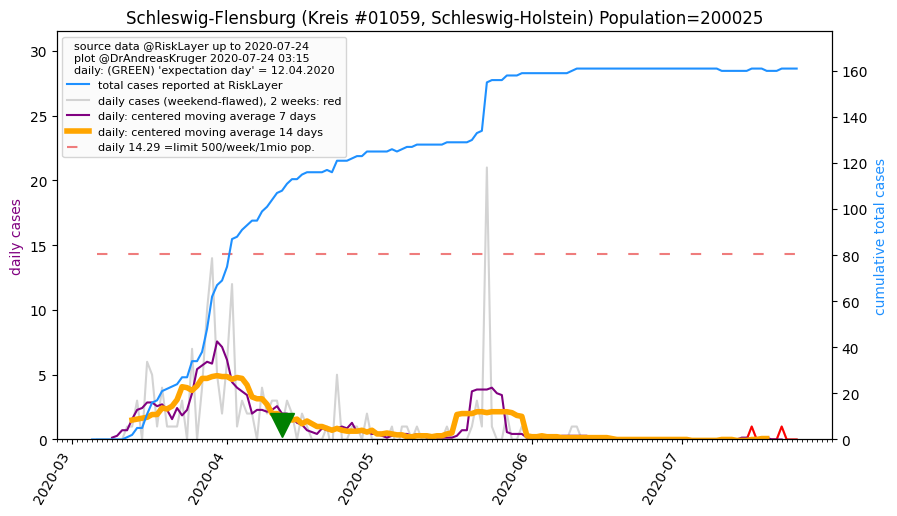 Schleswig-Flensburg (Kreis #01059, Schleswig-Holstein) Population=200025
source data @RiskLayer up to 2020-07-24
plot @DrAndreasKruger 2020-07-24 03:15
daily: (GREEN) 'expectation day' = 12.04.2020
total cases reported at RiskLayer
daily cases (weekend-flawed), 2 weeks: red
daily: centered moving average 7 days
daily: centered moving average 14 days
daily 14.29 =limit 500/week/1mio pop.
daily cases
30
25
20
15
10
5
0
cumulative total cases
160
140
120
100
80
60
40
20
0
2020-03
2020-04
2020-05
2020-06
2020-07